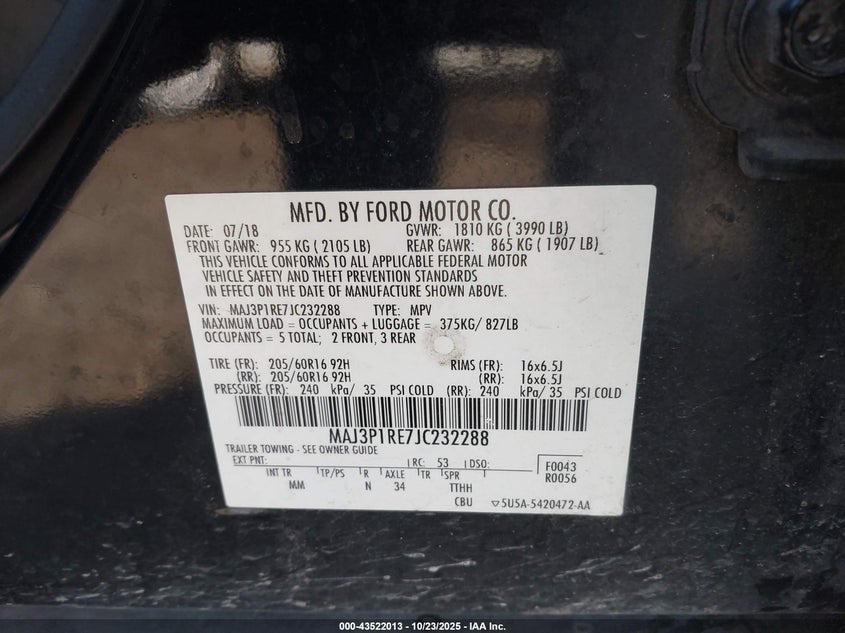 MFD. BY FORD MOTOR CO.
DATE: 07/18 GVWR: 1810 KG ( 3990 LB)
FRONT GAWR: 955 KG ( 2105 LB) REAR GAWR: 865 KG ( 1907 LB)
THIS VEHICLE CONFORMS TO ALL APPLICABLE FEDERAL MOTOR
VEHICLE SAFETY AND THEFT PREVENTION STANDARDS
IN EFFECT ON THE DATE OF MANUFACTURE SHOWN ABOVE.
VIN: MAJ3P1RE7JC232288 TYPE: MPV
MAXIMUM LOAD = OCCUPANTS + LUGGAGE = 375KG/ 827LB
OCCUPANTS = 5 TOTAL; 2 FRONT, 3 REAR
TIRE (FR): 205/60R16 92H RIMS (FR): 16x6.5J
(RR): 205/60R16 92H (RR): 16x6.5J
PRESSURE (FR): 240 kPa/ 35 PSI COLD (RR): 240 kPa/ 35 PSI COLD
MAJ3P1RE7JC232288
TRAILER TOWING - SEE OWNER GUIDE
EXT PNT: RC: 53 DSO: F0043
INT TR TP/PS R AXLE TR SPR R0056
MM N 34 TTHH
CBU 5U5A-5420472-AA
000-43522013 - 10/23/2025 - IAA Inc.